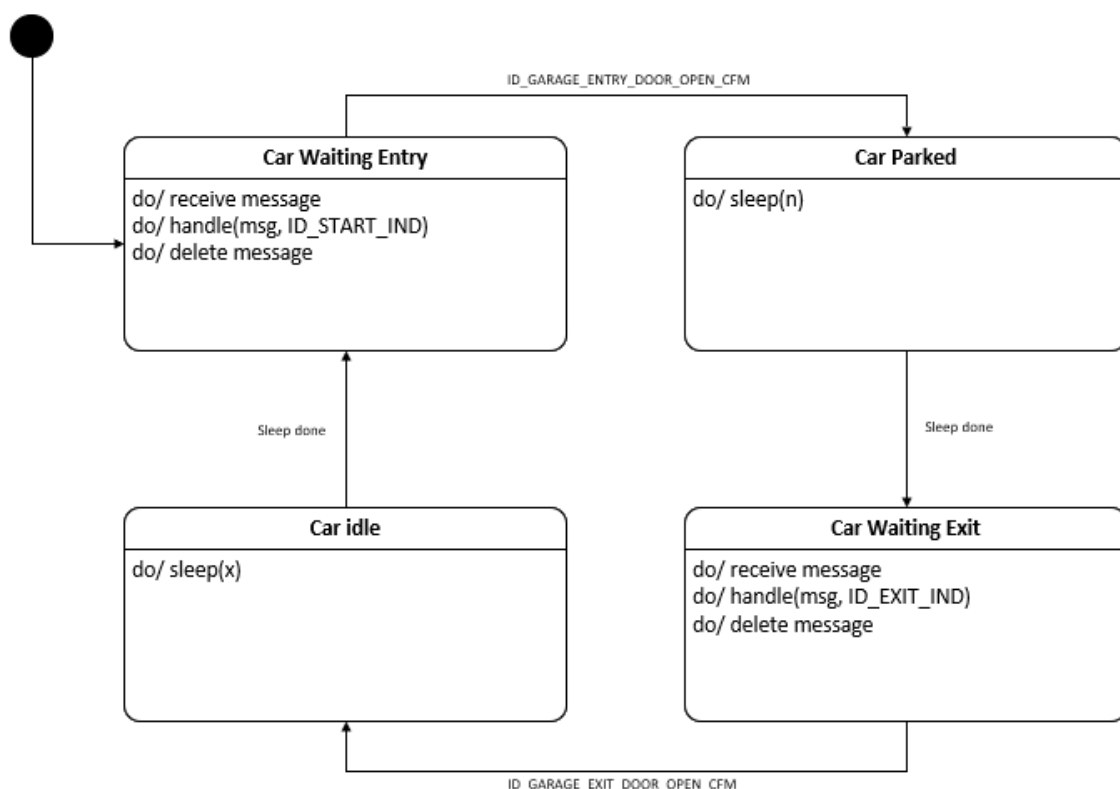 ID_GARAGE_ENTRY_DOOR_OPEN_CFM
Car Waiting Entry
do/ receive message
do/ handle(msg, ID_START_IND)
do/ delete message
Car Parked
do/ sleep(n)
Sleep done
Sleep done
Car idle
do/ sleep(x)
Car Waiting Exit
do/ receive message
do/ handle(msg, ID_EXIT_IND)
do/ delete message
ID_GARAGE_EXIT_DOOR_OPEN_CFM